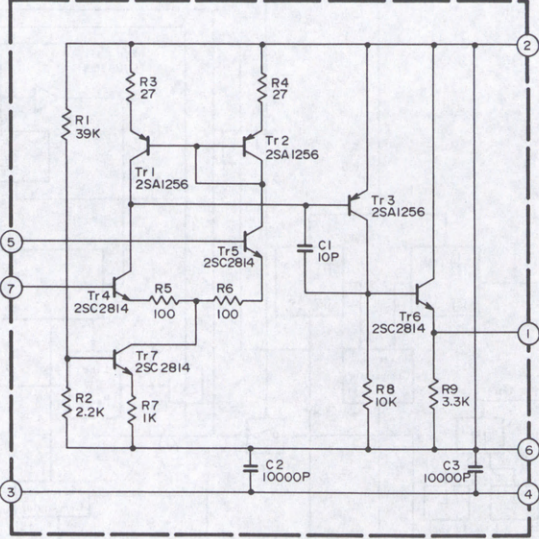 2
R3
27
R4
27
R1
39K
Tr1
2SA1256
Tr2
2SA1256
Tr3
2SA1256
5
Tr5
2SC2814
C1
10P
7
Tr4
2SC2814
R5
100
R6
100
Tr6
2SC2814
1
Tr7
2SC2814
R2
2.2K
R7
1K
R8
10K
R9
3.3K
6
C2
10000P
C3
10000P
3
4